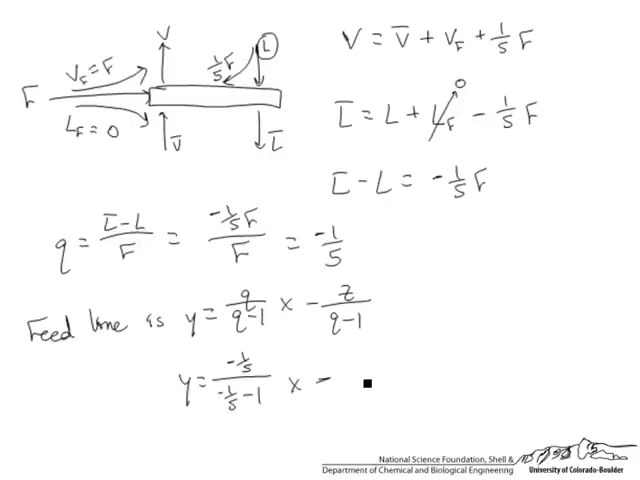 V
1/5 F
L
V_F = F
F
L_F = 0
V̅
L̅
V = V̅ + V_F + 1/5 F
L̅ = L + L_F - 1/5 F
0
L̅ - L = -1/5 F
q = (L̅ - L)/F = (-1/5 F)/F = -1/5
Feed line is y = q/(q-1) x - z/(q-1)
y = (-1/5)/(-1/5 - 1) x -
National Science Foundation, Shell &
Department of Chemical and Biological Engineering
University of Colorado-Boulder